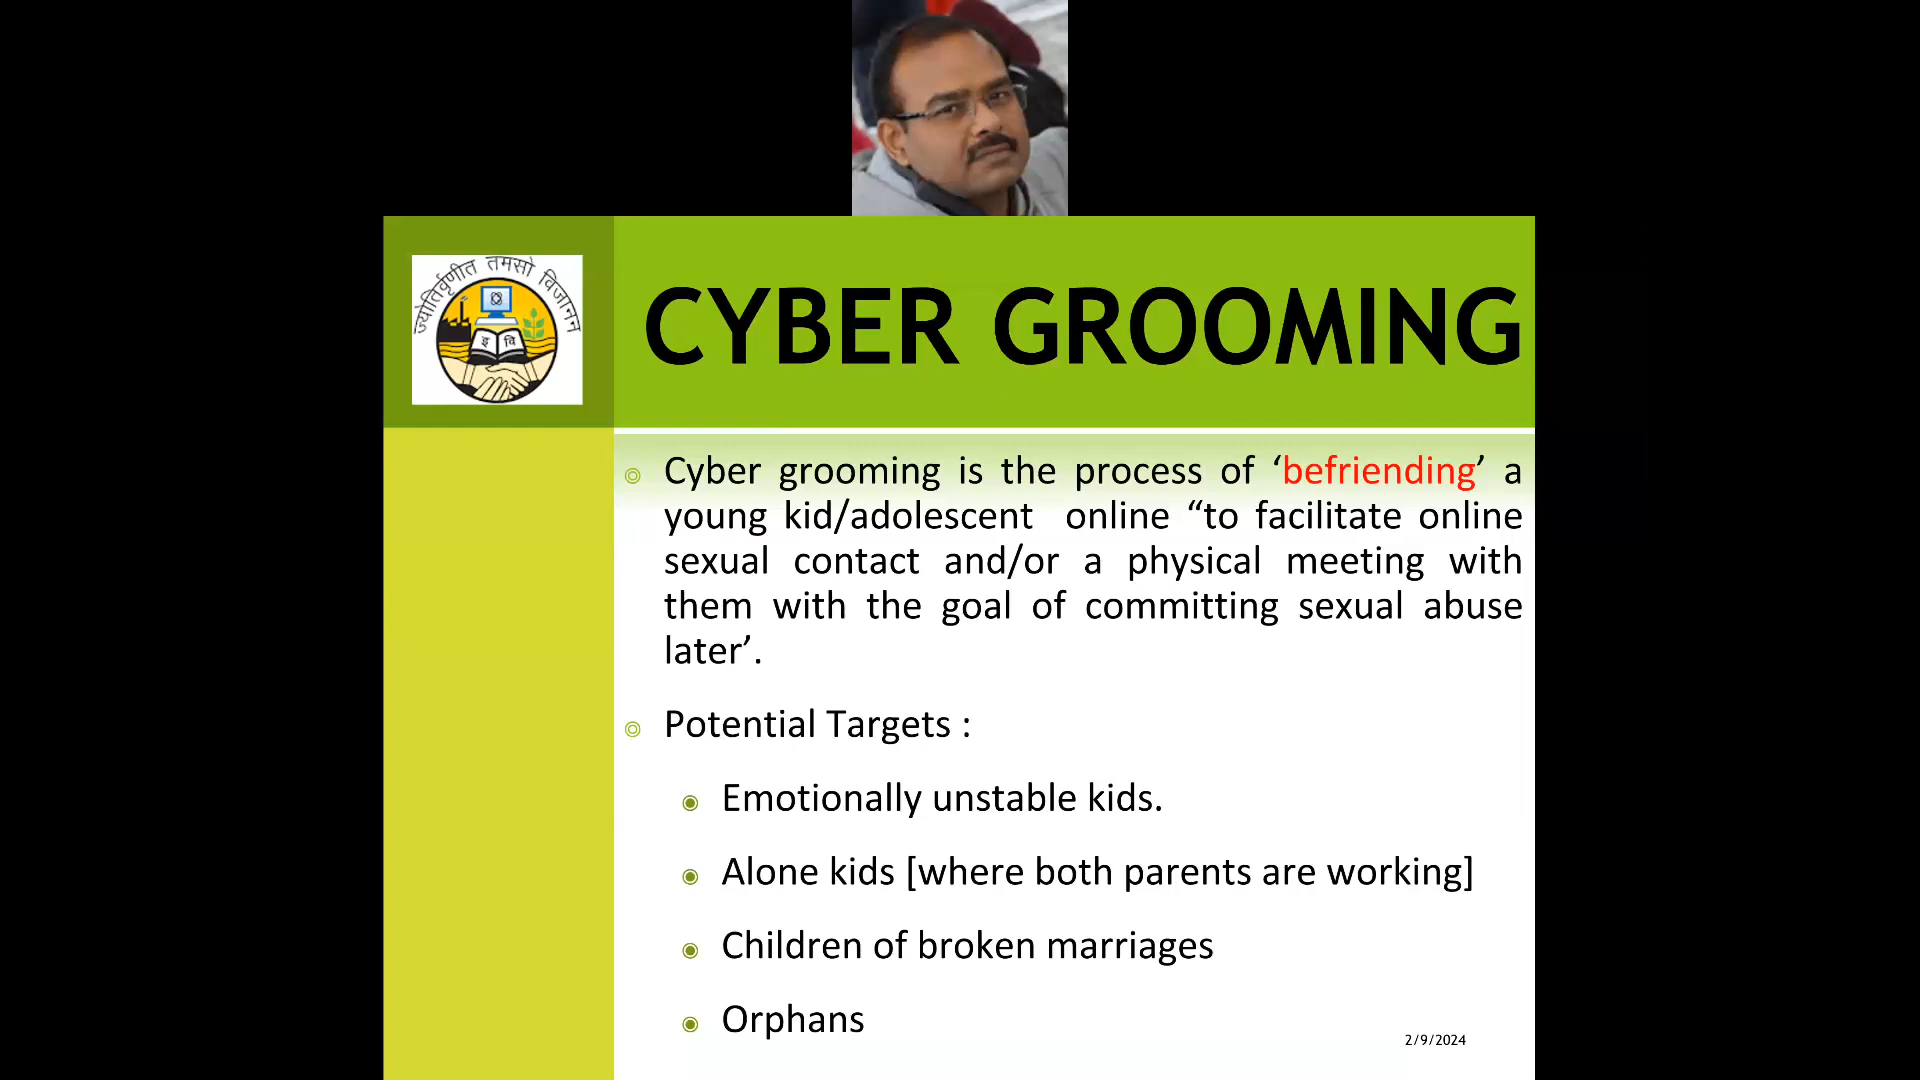 ज्योतिर्वृणीत तमसो विजानन
इ वि
CYBER GROOMING
Cyber grooming is the process of ‘befriending’ a
young kid/adolescent online “to facilitate online
sexual contact and/or a physical meeting with
them with the goal of committing sexual abuse
later’.
Potential Targets :
Emotionally unstable kids.
Alone kids [where both parents are working]
Children of broken marriages
Orphans
2/9/2024